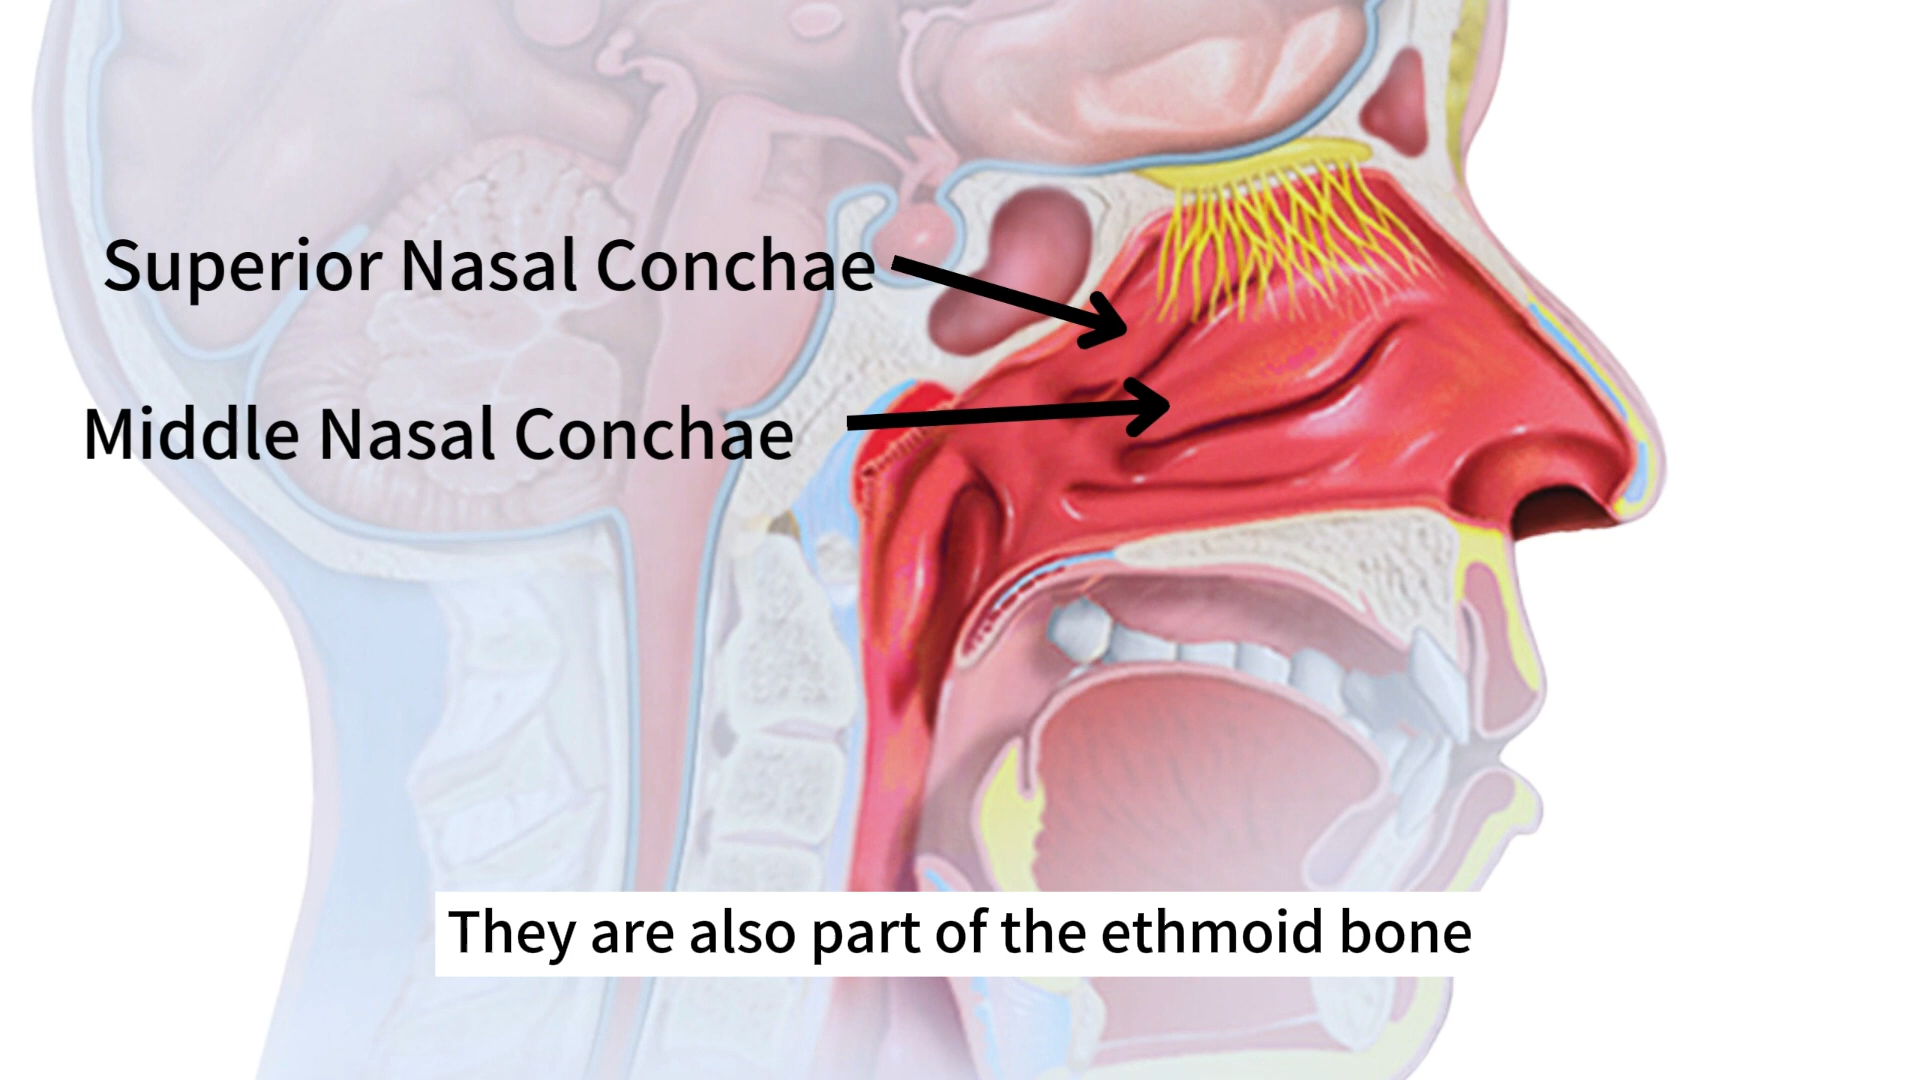 Superior Nasal Conchae
Middle Nasal Conchae
They are also part of the ethmoid bone